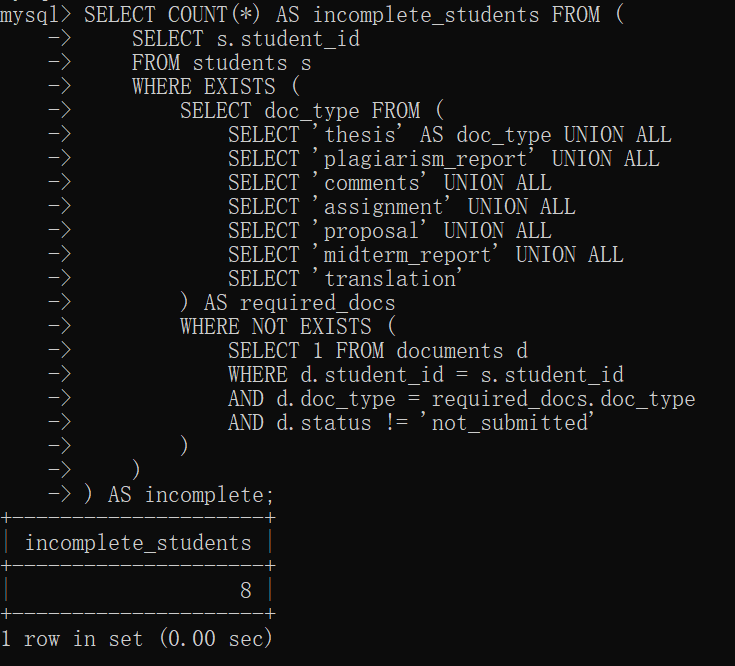 mysql> SELECT COUNT(*) AS incomplete_students FROM (
    ->     SELECT s.student_id
    ->     FROM students s
    ->     WHERE EXISTS (
    ->         SELECT doc_type FROM (
    ->             SELECT 'thesis' AS doc_type UNION ALL
    ->             SELECT 'plagiarism_report' UNION ALL
    ->             SELECT 'comments' UNION ALL
    ->             SELECT 'assignment' UNION ALL
    ->             SELECT 'proposal' UNION ALL
    ->             SELECT 'midterm_report' UNION ALL
    ->             SELECT 'translation'
    ->         ) AS required_docs
    ->         WHERE NOT EXISTS (
    ->             SELECT 1 FROM documents d
    ->             WHERE d.student_id = s.student_id
    ->             AND d.doc_type = required_docs.doc_type
    ->             AND d.status != 'not_submitted'
    ->         )
    ->     )
    -> ) AS incomplete;
+---------------------+
| incomplete_students |
+---------------------+
|                   8 |
+---------------------+
1 row in set (0.00 sec)